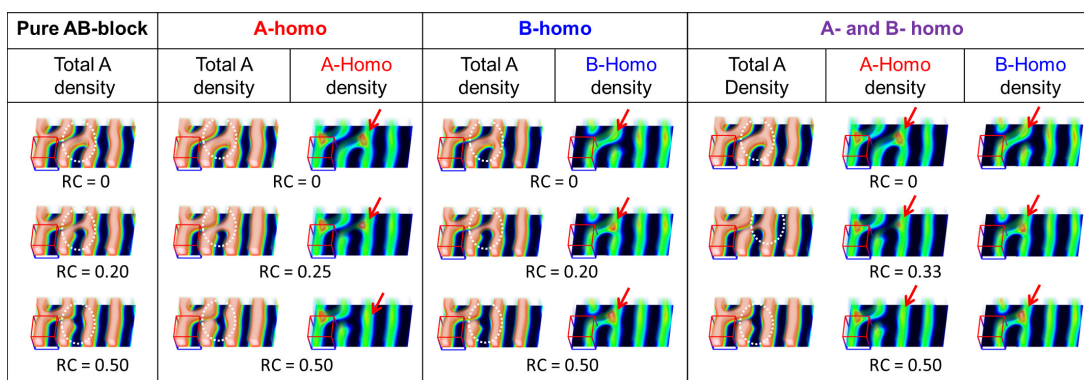 Pure AB-block A-homo B-homo A- and B- homo
Total A density Total A density A-Homo density Total A density B-Homo density Total A Density A-Homo density B-Homo density
RC = 0 RC = 0 RC = 0 RC = 0
RC = 0.20 RC = 0.25 RC = 0.20 RC = 0.33
RC = 0.50 RC = 0.50 RC = 0.50 RC = 0.50